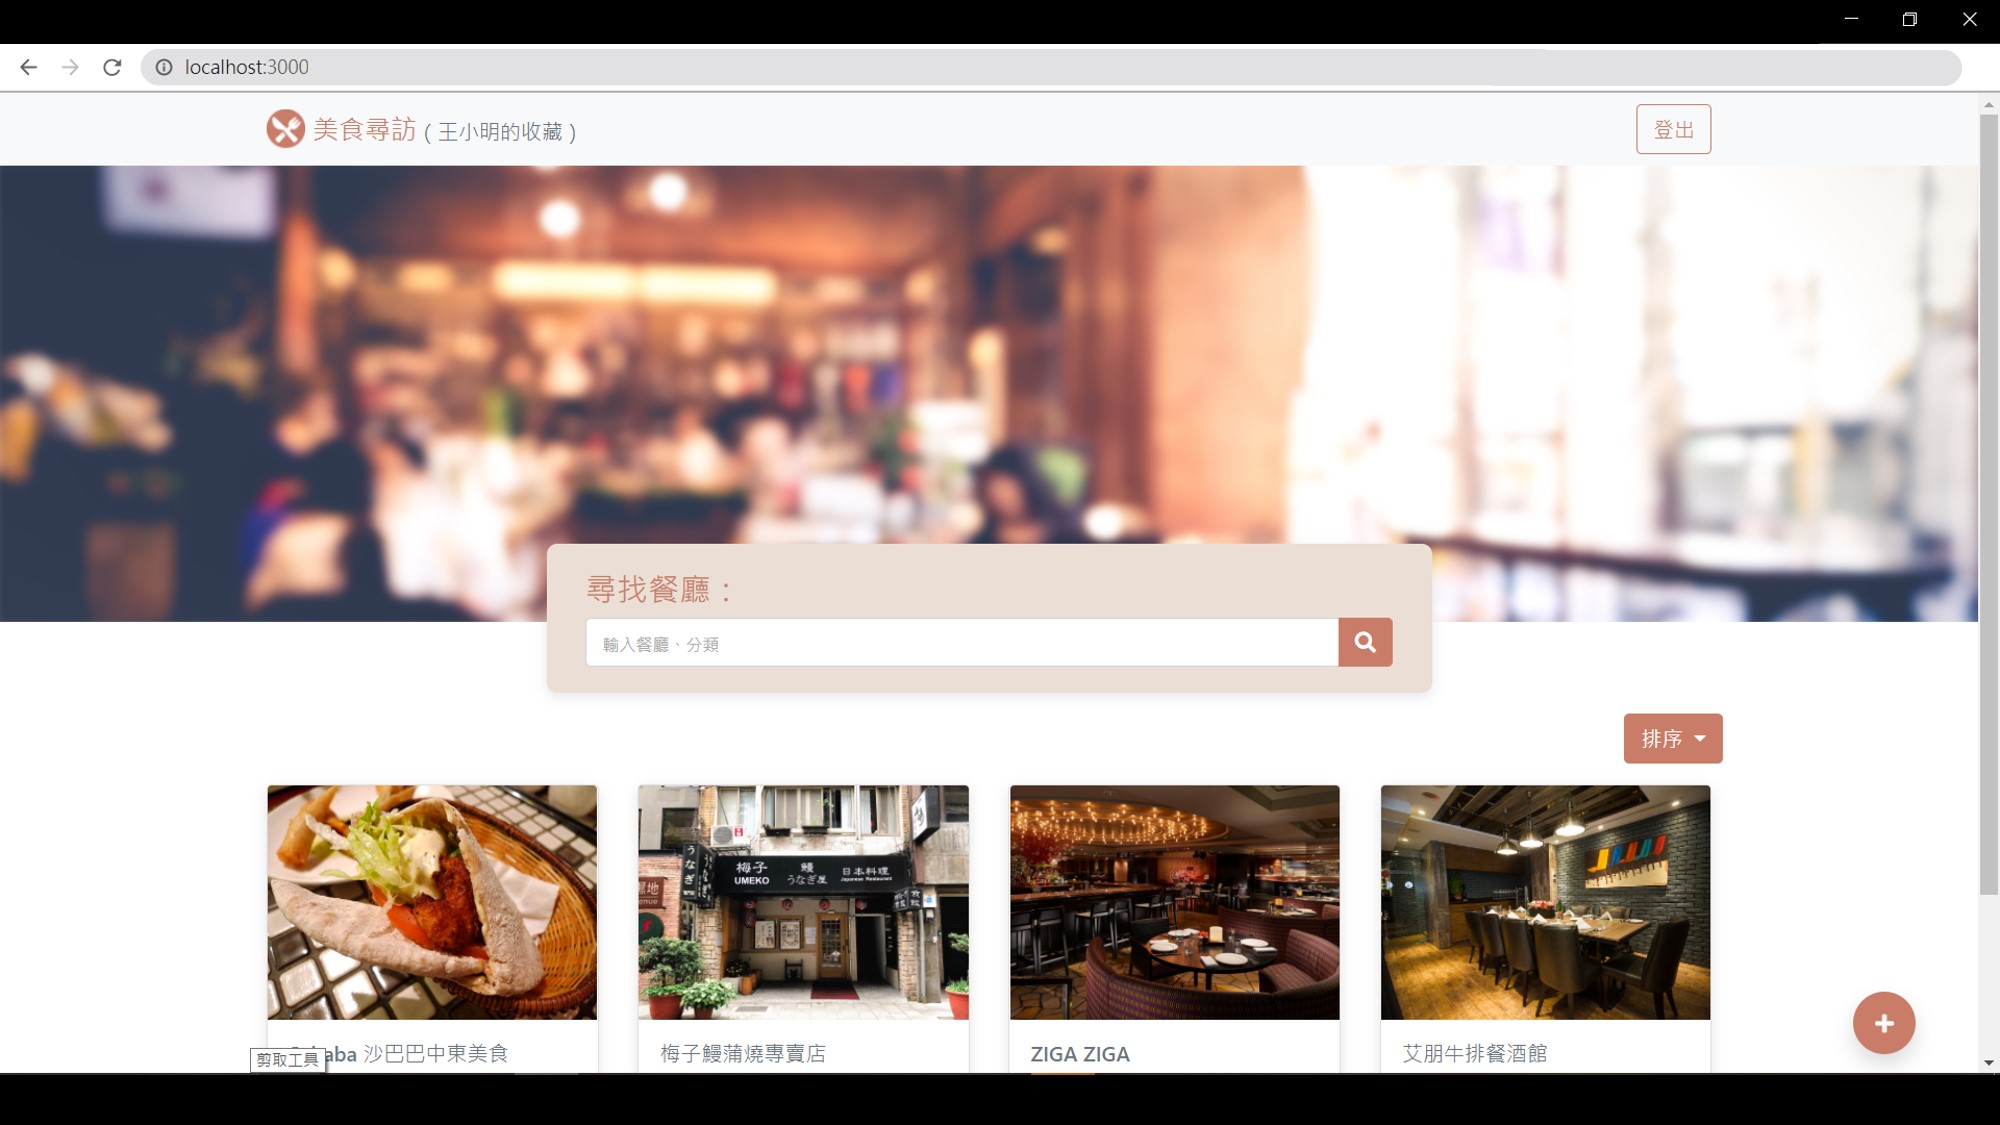 localhost:3000
美食尋訪 ( 王小明的收藏 )
登出
尋找餐廳：
輸入餐廳、分類
排序
梅子
UMEKO
鰻
うなぎ屋
日本料理
Japanese Restaurant
うなぎ
aba 沙巴巴中東美食
梅子鰻蒲燒專賣店
ZIGA ZIGA
艾朋牛排餐酒館
剪取工具